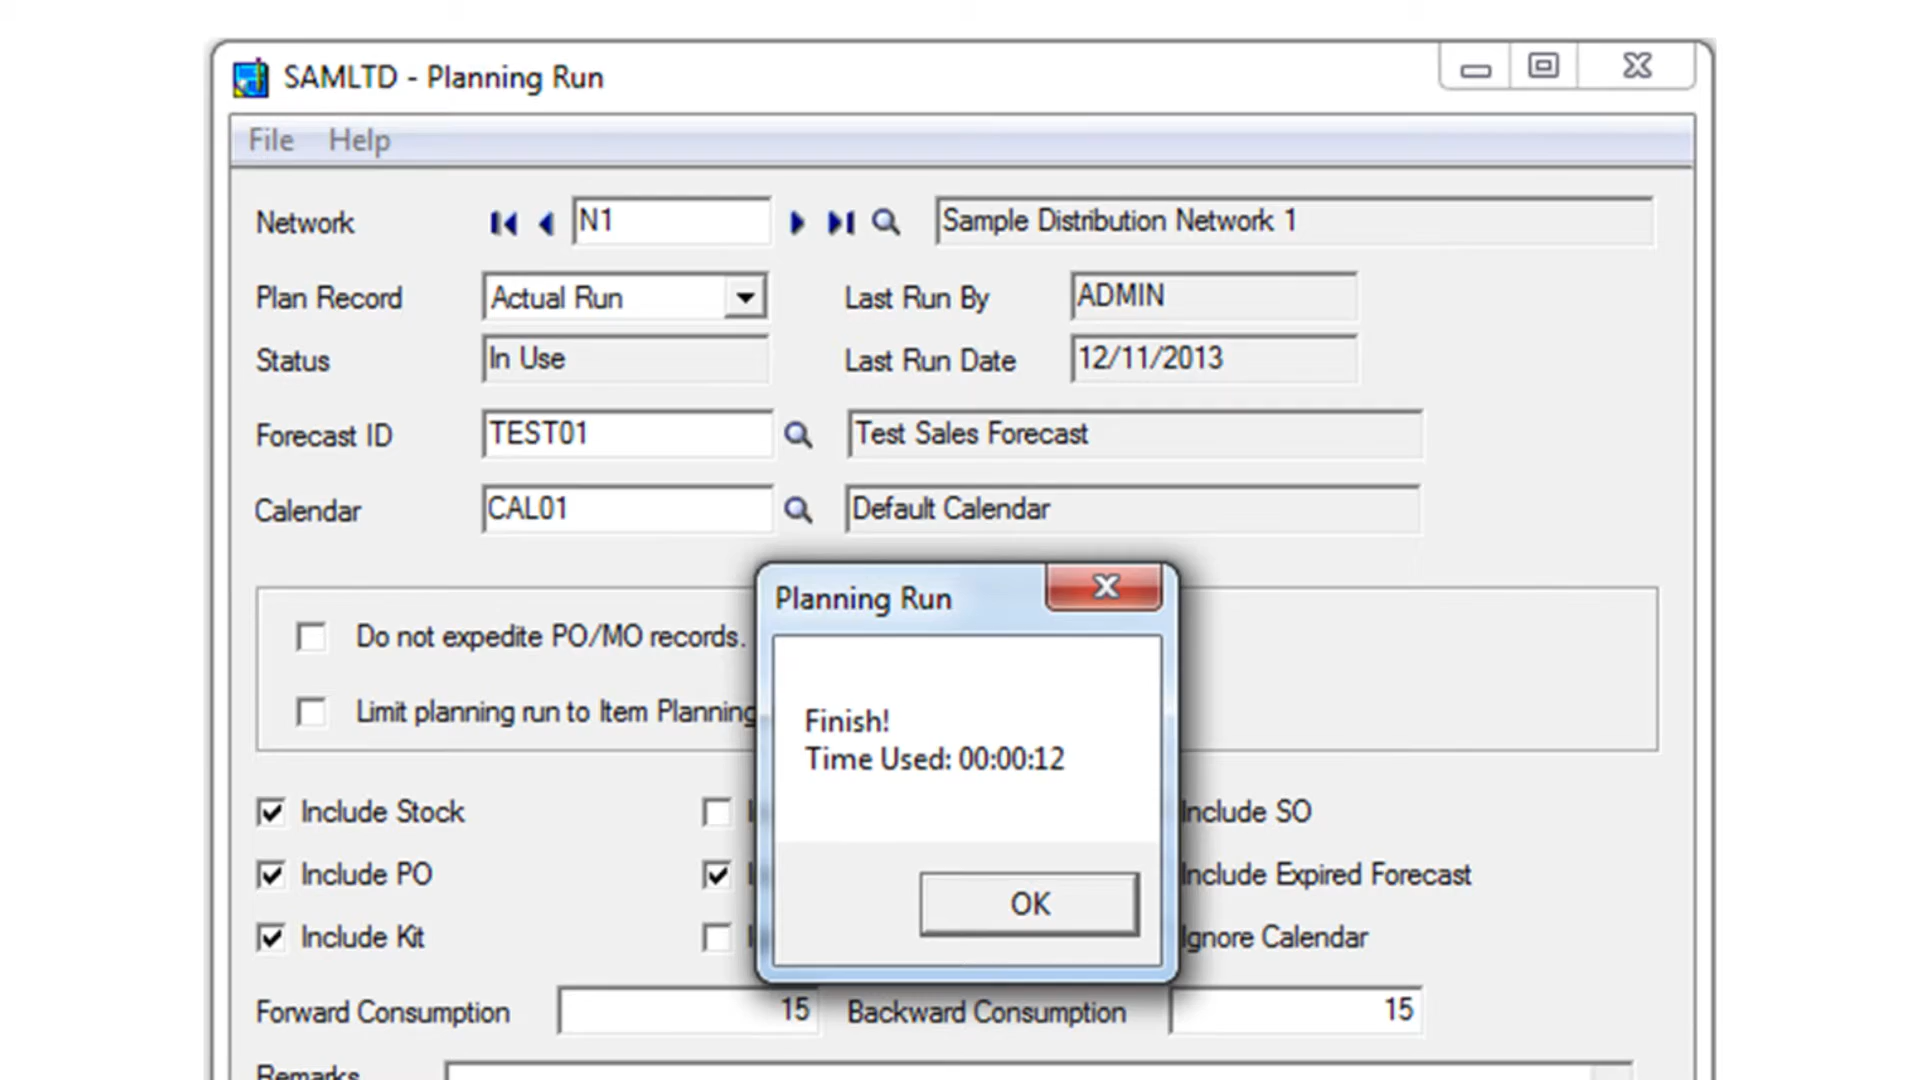 SAMLTD - Planning Run
File Help
Network N1 Sample Distribution Network 1
Plan Record Actual Run Last Run By ADMIN
Status In Use Last Run Date 12/11/2013
Forecast ID TEST01 Test Sales Forecast
Calendar CAL01 Default Calendar
Planning Run
Do not expedite PO/MO records.
Limit planning run to Item Planning
Finish!
Time Used: 00:00:12
Include Stock Include SO
Include PO Include Expired Forecast
OK
Include Kit Ignore Calendar
Forward Consumption 15 Backward Consumption 15
Remarks